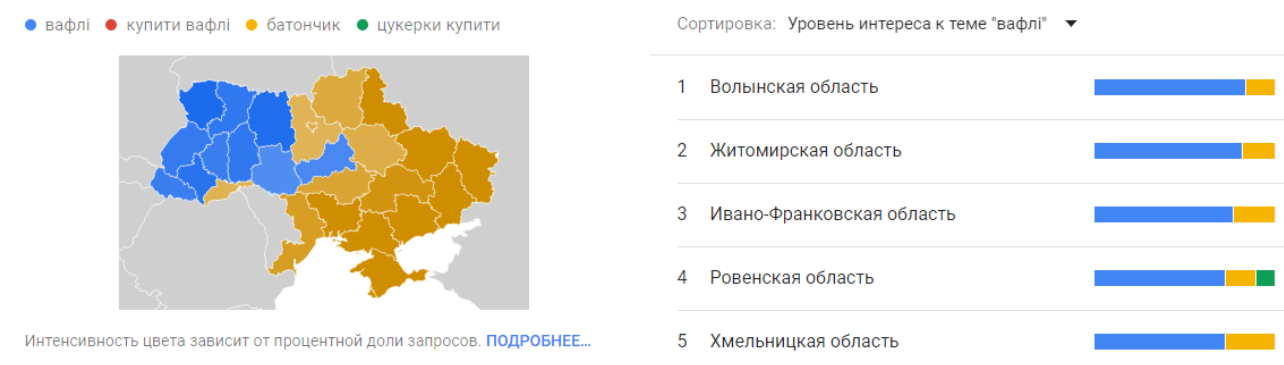 вафлі купити вафлі батончик цукерки купити
Сортировка: Уровень интереса к теме "вафлі"
1 Волынская область
2 Житомирская область
3 Ивано-Франковская область
4 Ровенская область
5 Хмельницкая область
Интенсивность цвета зависит от процентной доли запросов. ПОДРОБНЕЕ...